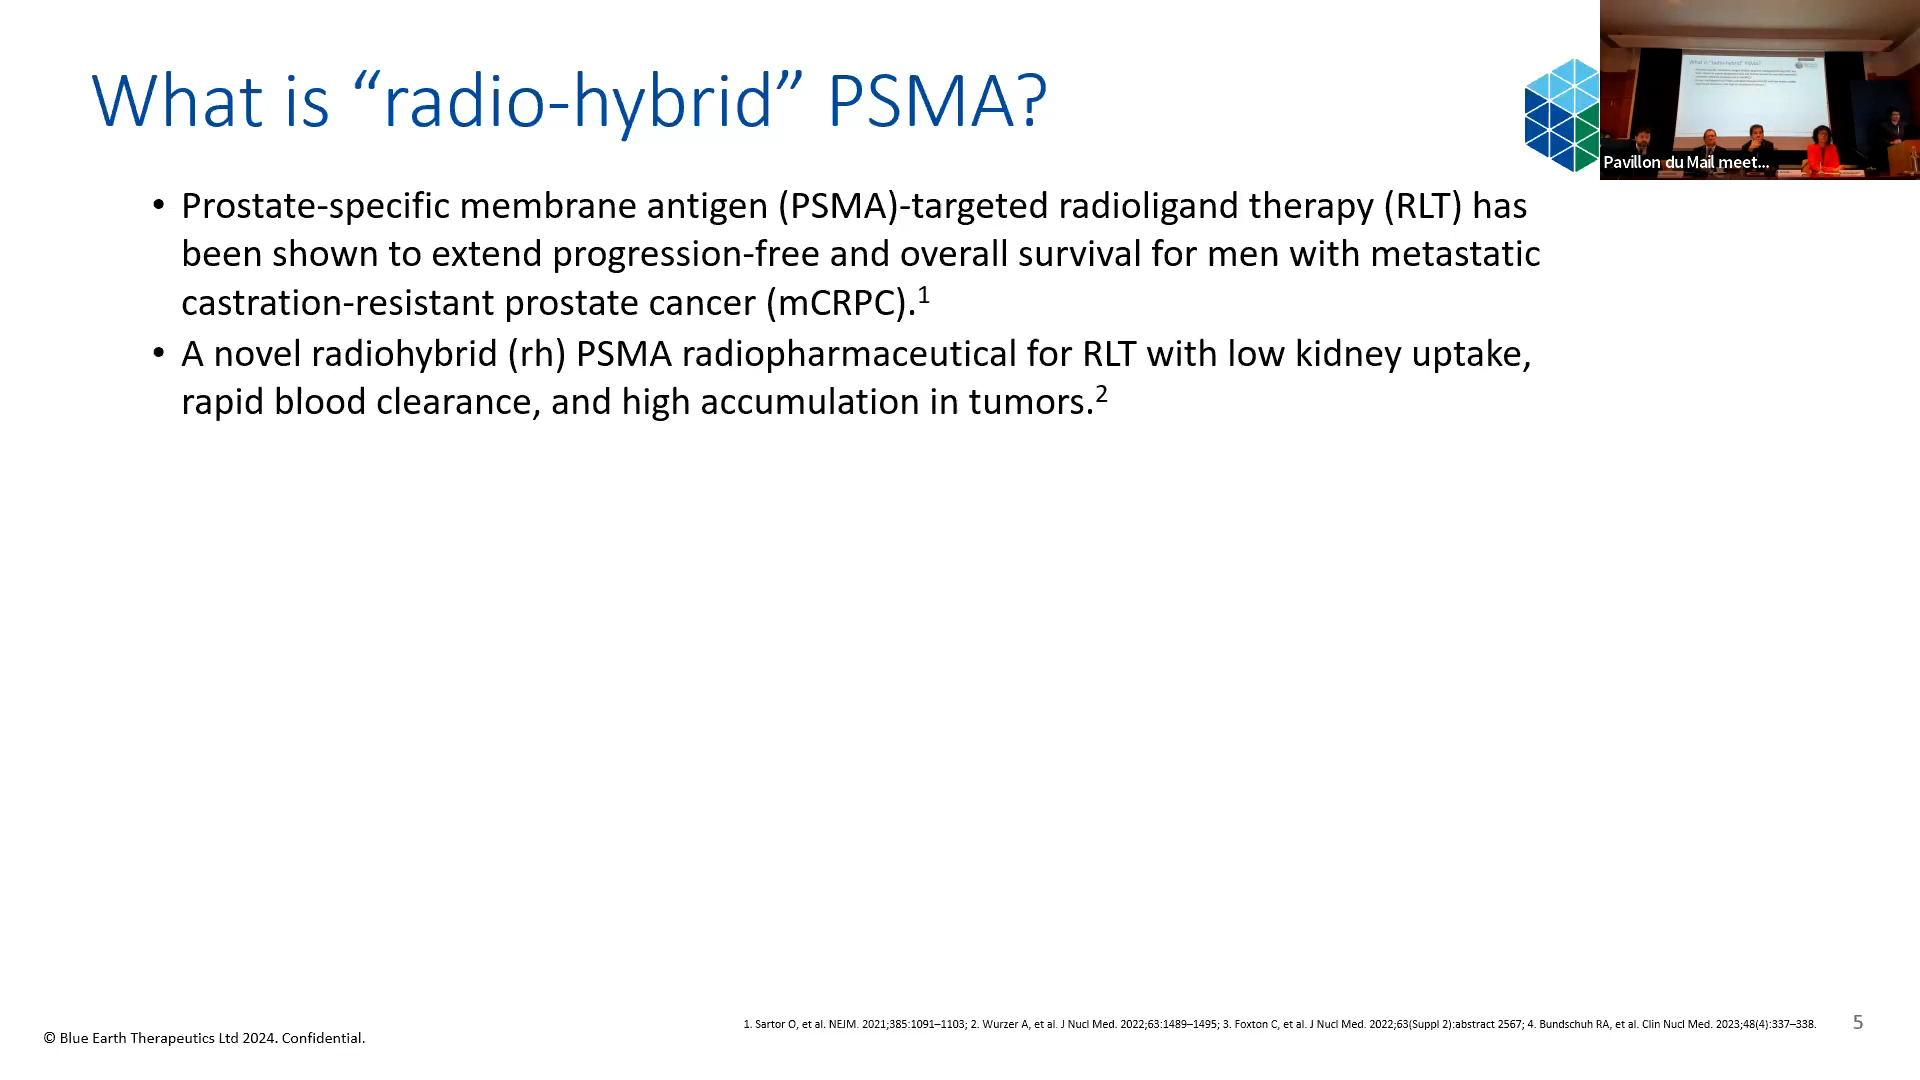 What is “radio-hybrid” PSMA?
Pavillon du Mail meet...
• Prostate-specific membrane antigen (PSMA)-targeted radioligand therapy (RLT) has
been shown to extend progression-free and overall survival for men with metastatic
castration-resistant prostate cancer (mCRPC).1
• A novel radiohybrid (rh) PSMA radiopharmaceutical for RLT with low kidney uptake,
rapid blood clearance, and high accumulation in tumors.2
1. Sartor O, et al. NEJM. 2021;385:1091–1103; 2. Wurzer A, et al. J Nucl Med. 2022;63:1489–1495; 3. Foxton C, et al. J Nucl Med. 2022;63(Suppl 2):abstract 2567; 4. Bundschuh RA, et al. Clin Nucl Med. 2023;48(4):337–338.
5
© Blue Earth Therapeutics Ltd 2024. Confidential.